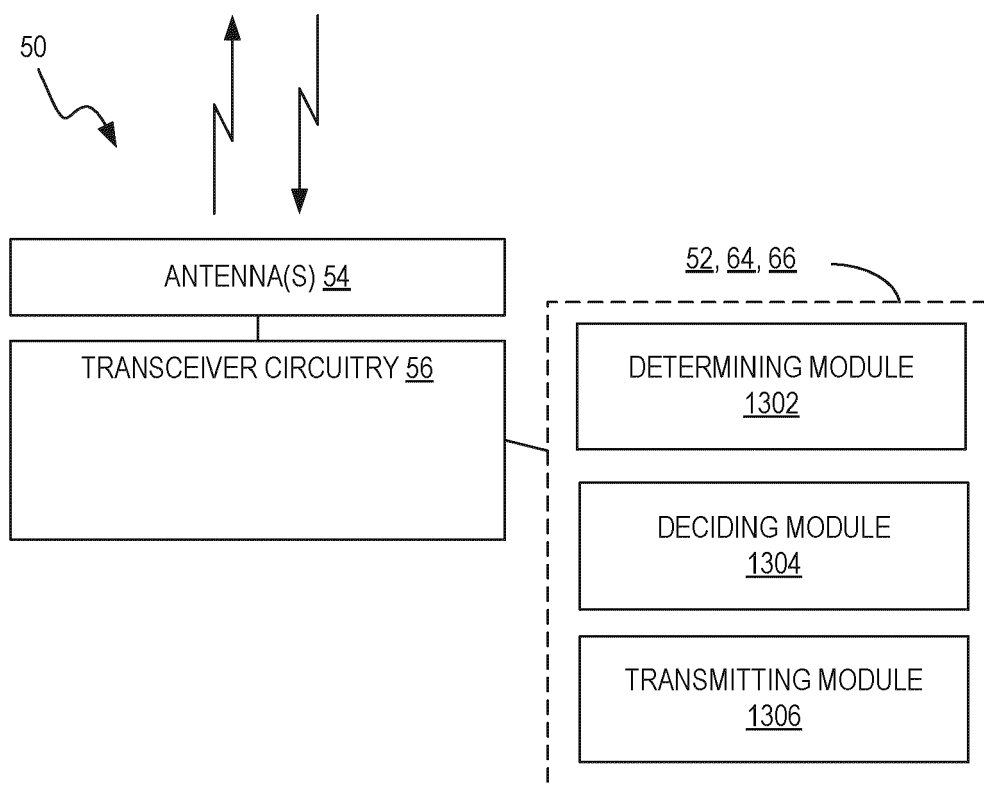 50
ANTENNA(S) 54
52, 64, 66
TRANSCEIVER CIRCUITRY 56
DETERMINING MODULE
1302
DECIDING MODULE
1304
TRANSMITTING MODULE
1306